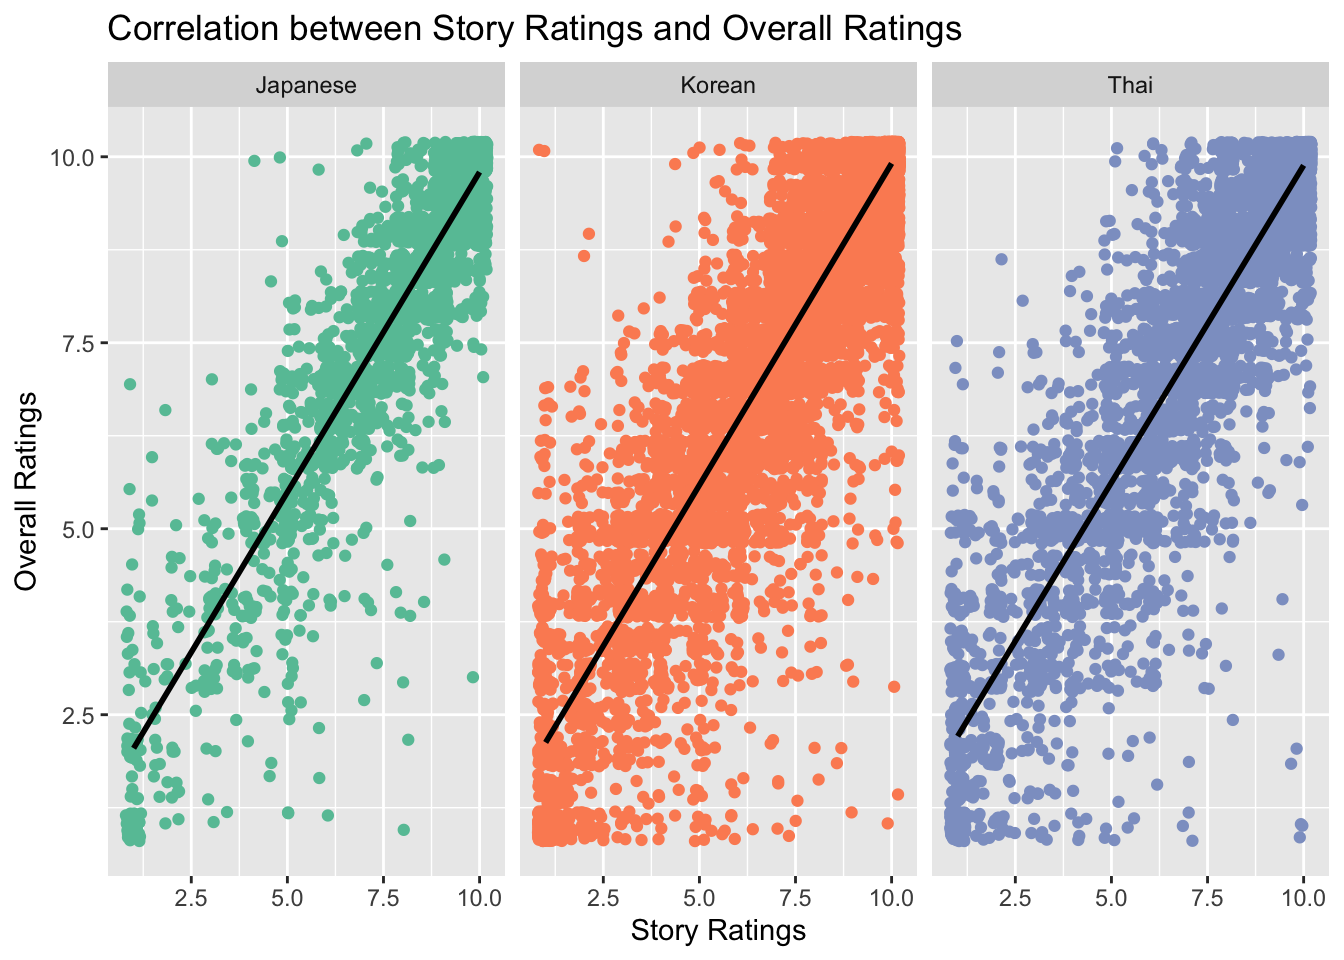 Correlation between Story Ratings and Overall Ratings
Japanese
Korean
Thai
Overall Ratings
10.0
7.5
5.0
2.5
2.5 5.0 7.5 10.0
2.5 5.0 7.5 10.0
2.5 5.0 7.5 10.0
Story Ratings